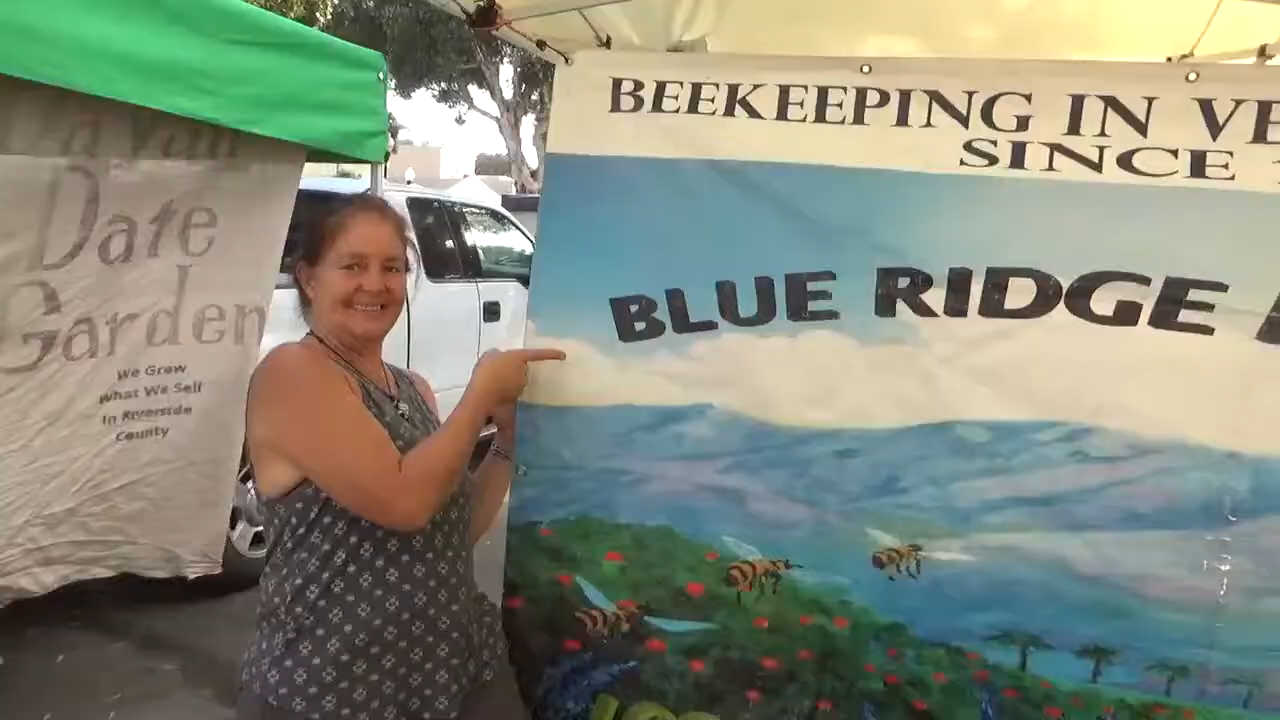 Date
Garden
We Grow
What We Sell
In Riverside
County
BEEKEEPING IN VE
SINCE
BLUE RIDGE